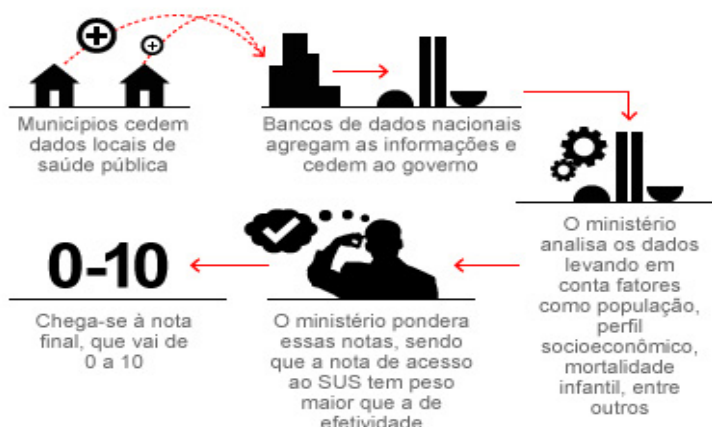 Municípios cedem
dados locais de
saúde pública
Bancos de dados nacionais
agregam as informações e
cedem ao governo
O ministério
analisa os dados
levando em
conta fatores
como população,
perfil
socioeconômico,
mortalidade
infantil, entre
outros
O ministério pondera
essas notas, sendo
que a nota de acesso
ao SUS tem peso
maior que a de
efetividade
0-10
Chega-se à nota
final, que vai de
0 a 10